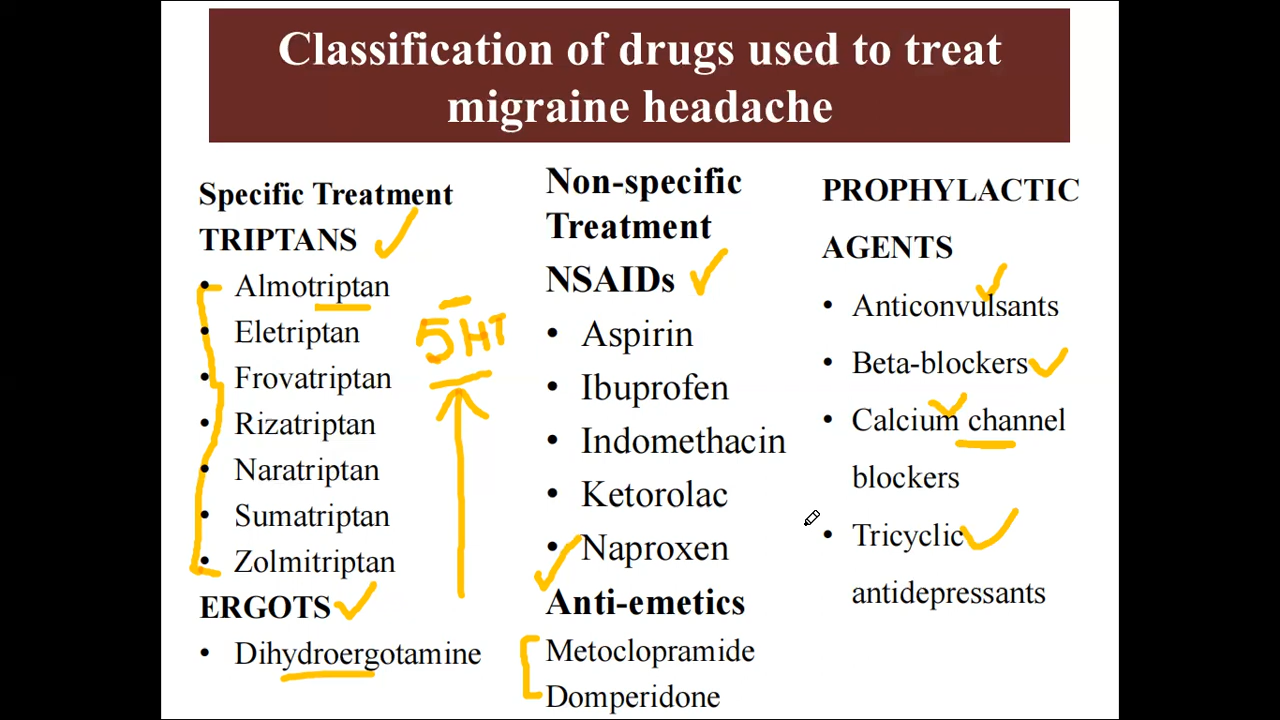 Classification of drugs used to treat
migraine headache
Specific Treatment
TRIPTANS
• Almotriptan
• Eletriptan
• Frovatriptan
• Rizatriptan
• Naratriptan
• Sumatriptan
• Zolmitriptan
ERGOTS
• Dihydroergotamine
5HT
Non-specific
Treatment
NSAIDs
• Aspirin
• Ibuprofen
• Indomethacin
• Ketorolac
• Naproxen
Anti-emetics
Metoclopramide
Domperidone
PROPHYLACTIC
AGENTS
• Anticonvulsants
• Beta-blockers
• Calcium channel
blockers
• Tricyclic
antidepressants